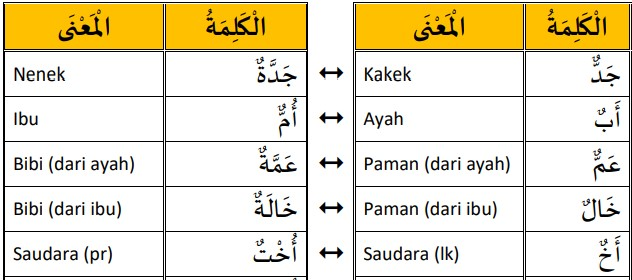 الْمَعْنَى الْكَلِمَةُ ↔ الْمَعْنَى الْكَلِمَةُ
Nenek جَدَّةٌ ↔ Kakek جَدٌّ
Ibu أُمٌّ ↔ Ayah أَبٌ
Bibi (dari ayah) عَمَّةٌ ↔ Paman (dari ayah) عَمٌّ
Bibi (dari ibu) خَالَةٌ ↔ Paman (dari ibu) خَالٌ
Saudara (pr) أُخْتٌ ↔ Saudara (lk) أَخٌ